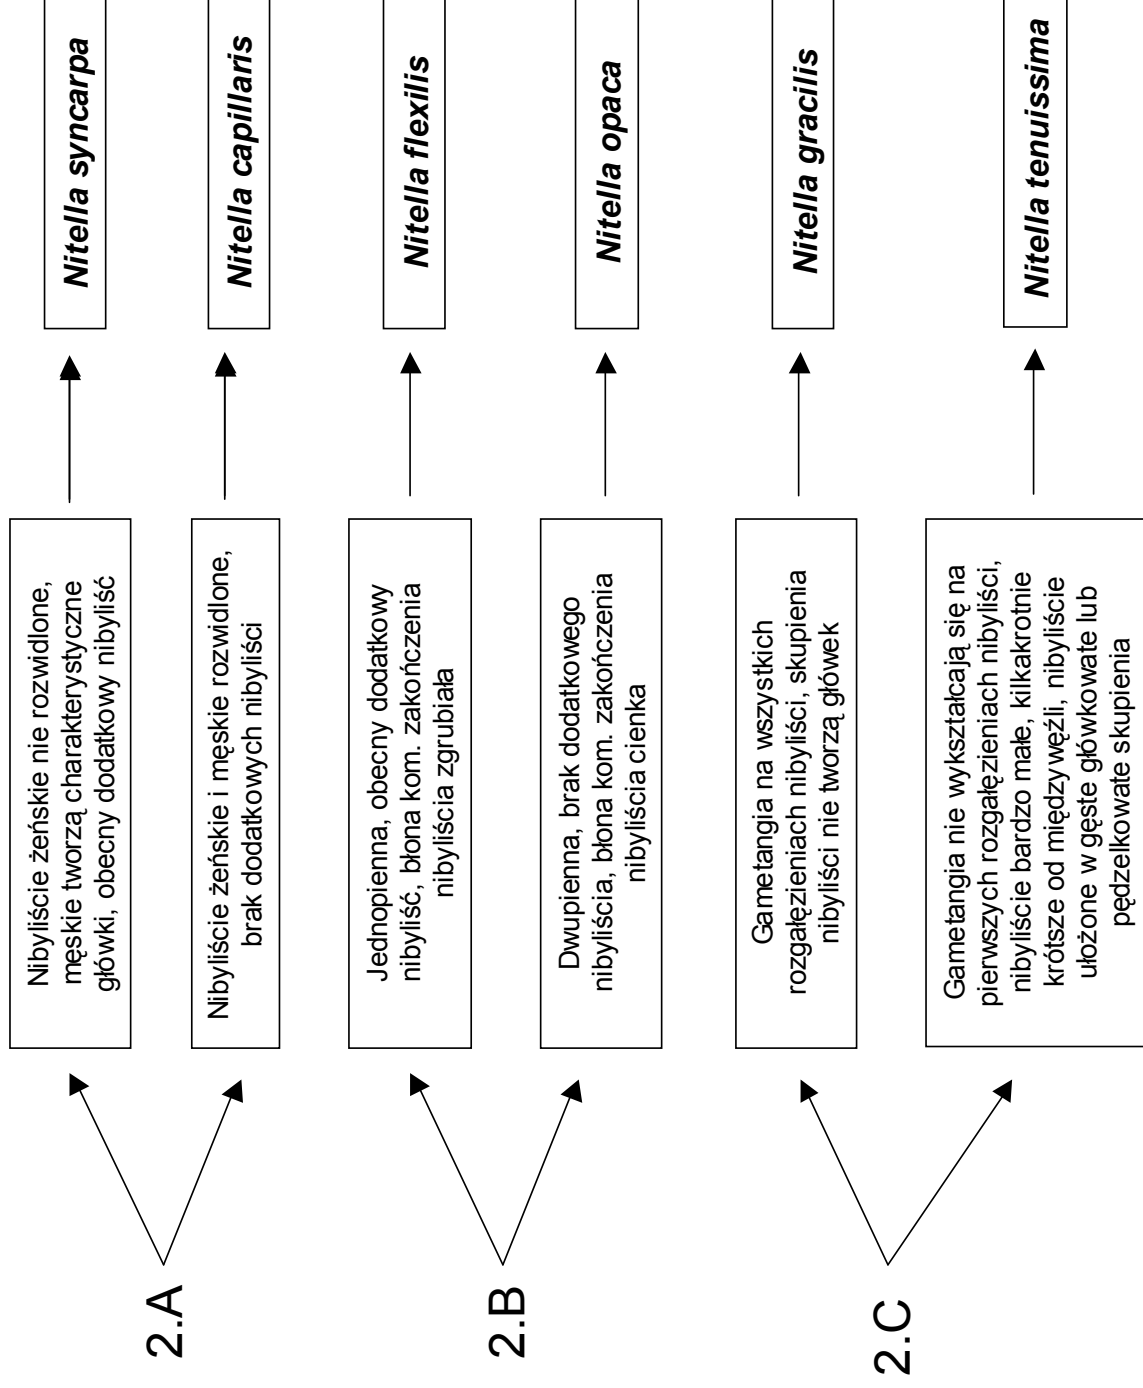 2.A
Nibyliście żeńskie nie rozwidlone,
męskie tworzą charakterystyczne
główki, obecny dodatkowy nibyliść
Nitella syncarpa
Nibyliście żeńskie i męskie rozwidlone,
brak dodatkowych nibyliści
Nitella capillaris
2.B
Jednopienna, obecny dodatkowy
nibyliść, błona kom. zakończenia
nibyliścia zgrubiała
Nitella flexilis
Dwupienna, brak dodatkowego
nibyliścia, błona kom. zakończenia
nibyliścia cienka
Nitella opaca
2.C
Gametangia na wszystkich
rozgałęzieniach nibyliści, skupienia
nibyliści nie tworzą główek
Nitella gracilis
Gametangia nie wykształcają się na
pierwszych rozgałęzieniach nibyliści,
nibyliście bardzo małe, kilkakrotnie
krótsze od międzywęźli, nibyliście
ułożone w gęste główkowate lub
pędzelkowate skupienia
Nitella tenuissima